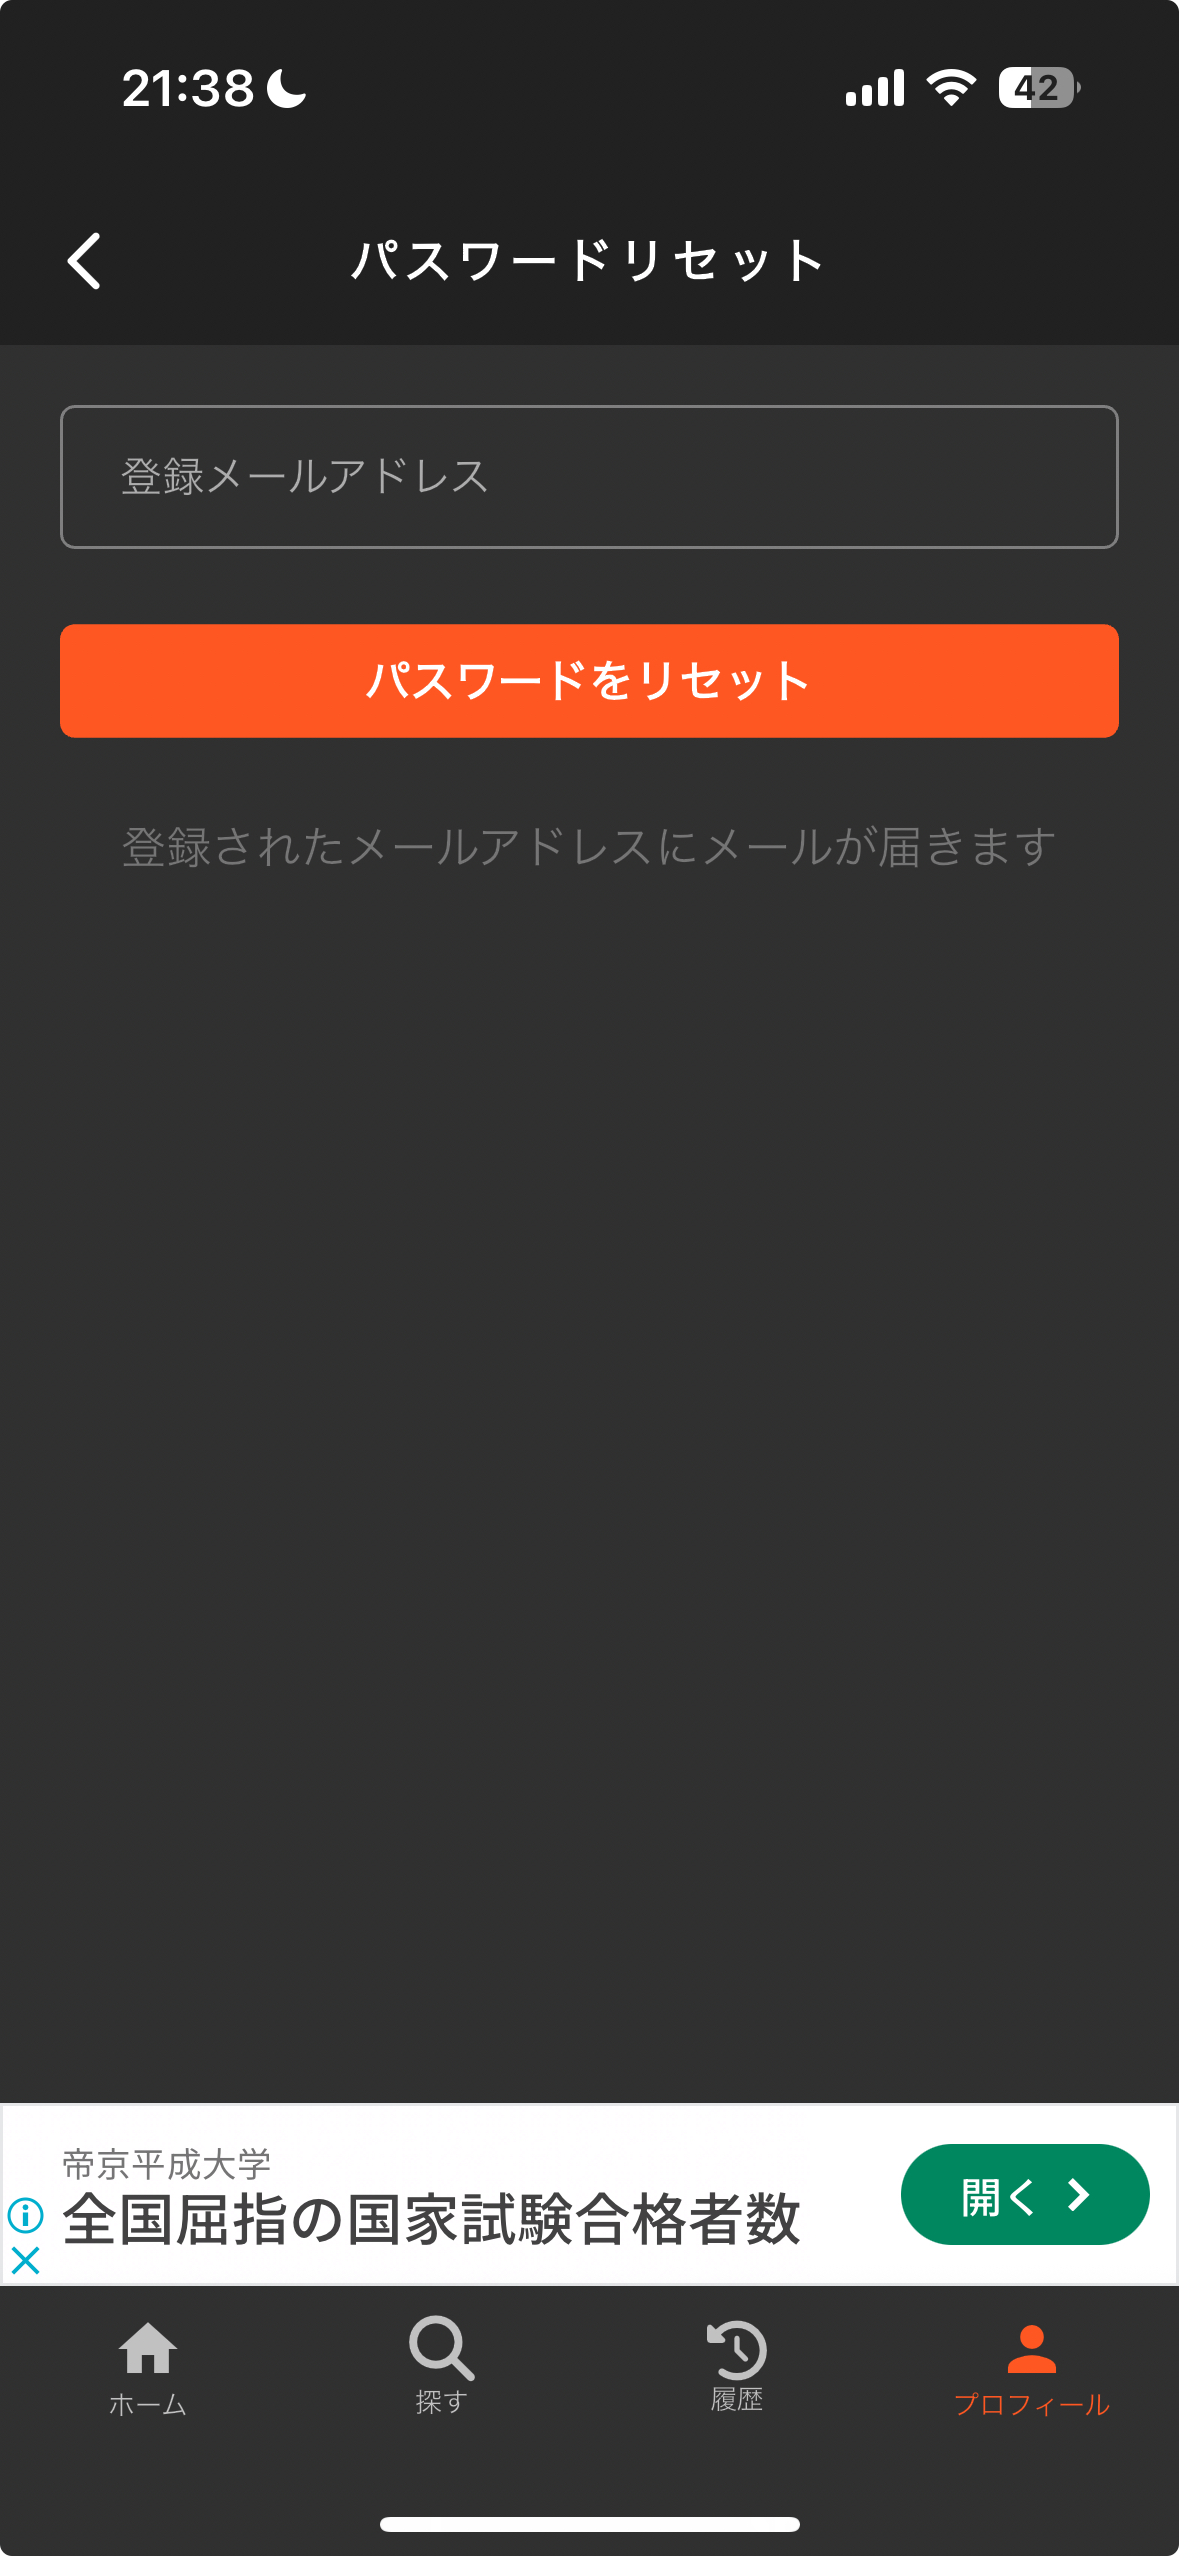 21:38
42
パスワードリセット
登録メールアドレス
パスワードをリセット
登録されたメールアドレスにメールが届きます
帝京平成大学
全国屈指の国家試験合格者数
開く
ホーム
探す
履歴
プロフィール